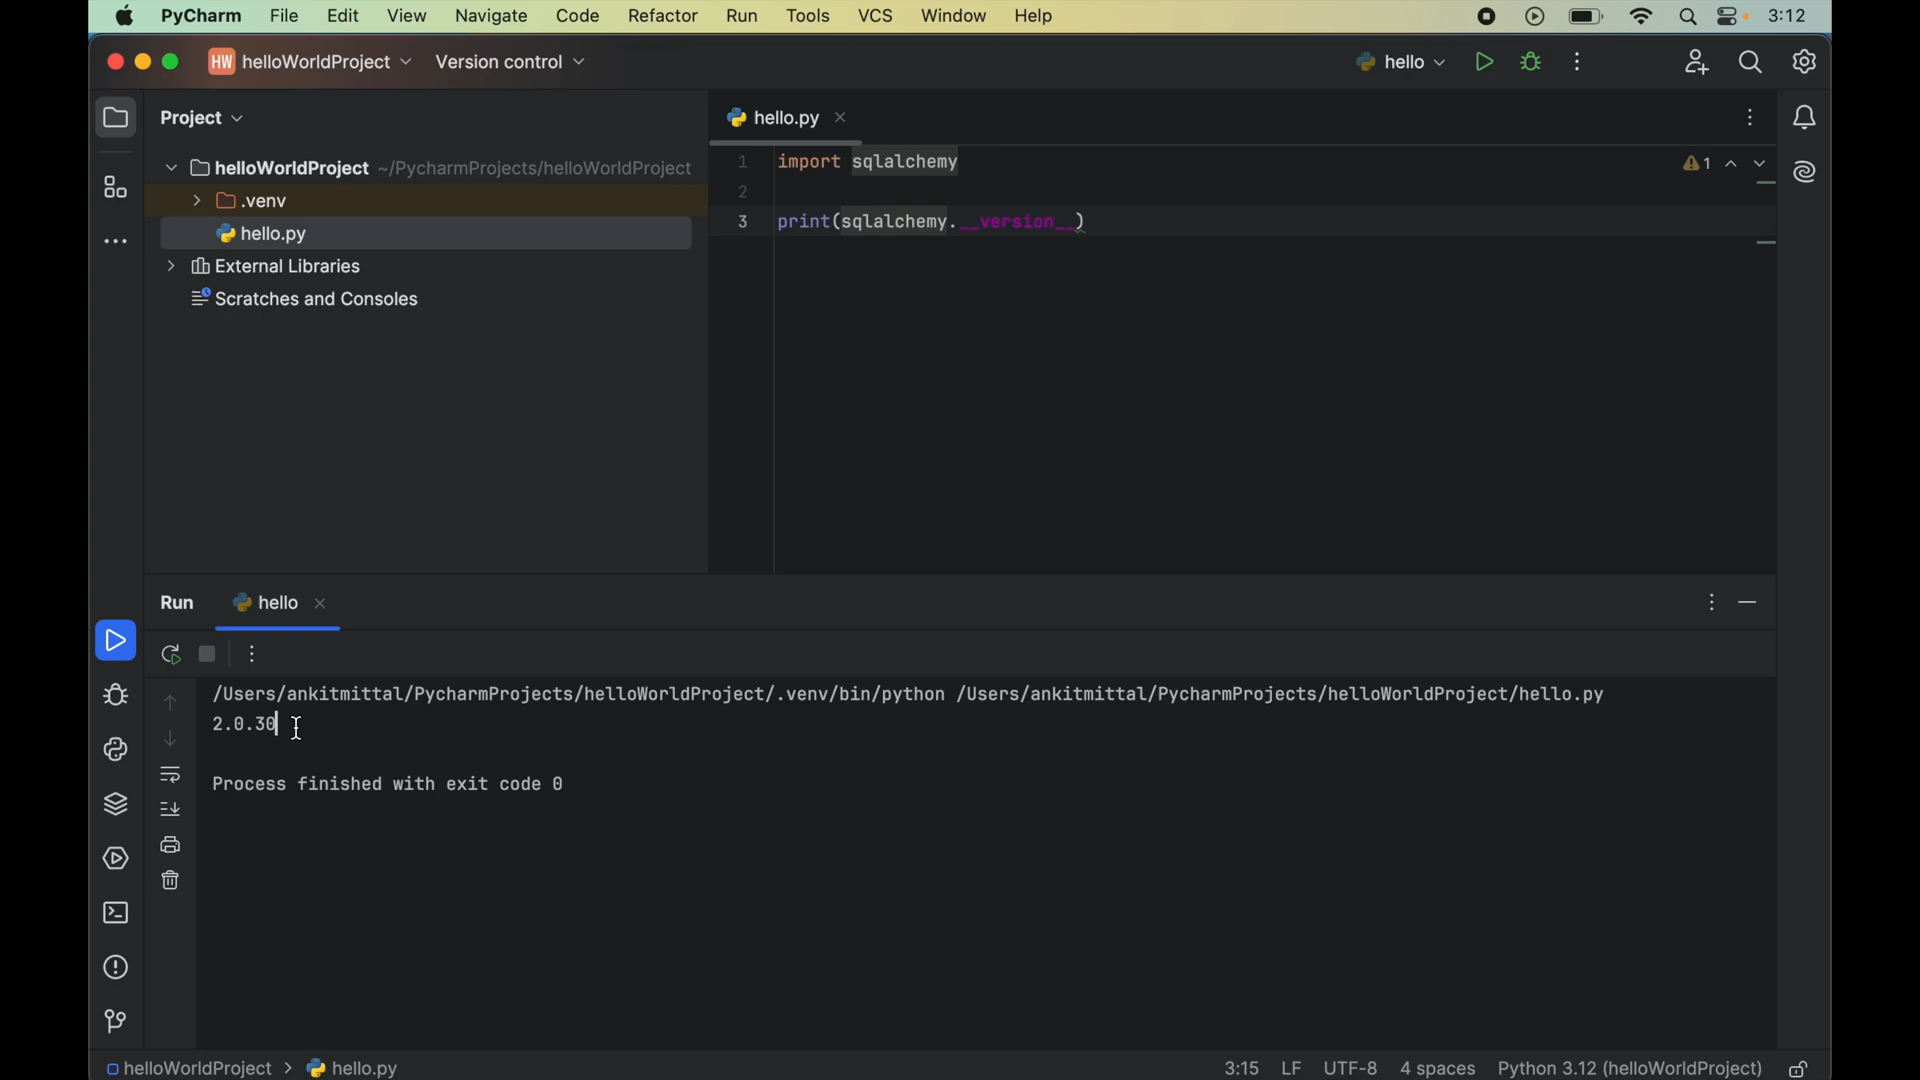 PyCharm File Edit View Navigate Code Refactor Run Tools VCS Window Help 3:12
HW helloWorldProject Version control hello
Project
helloWorldProject ~/PycharmProjects/helloWorldProject
.venv
hello.py
External Libraries
Scratches and Consoles
hello.py
1 import sqlalchemy
1
2
3 print(sqlalchemy.__version__)
Run hello
/Users/ankitmittal/PycharmProjects/helloWorldProject/.venv/bin/python /Users/ankitmittal/PycharmProjects/helloWorldProject/hello.py
2.0.30
Process finished with exit code 0
helloWorldProject > hello.py 3:15 LF UTF-8 4 spaces Python 3.12 (helloWorldProject)